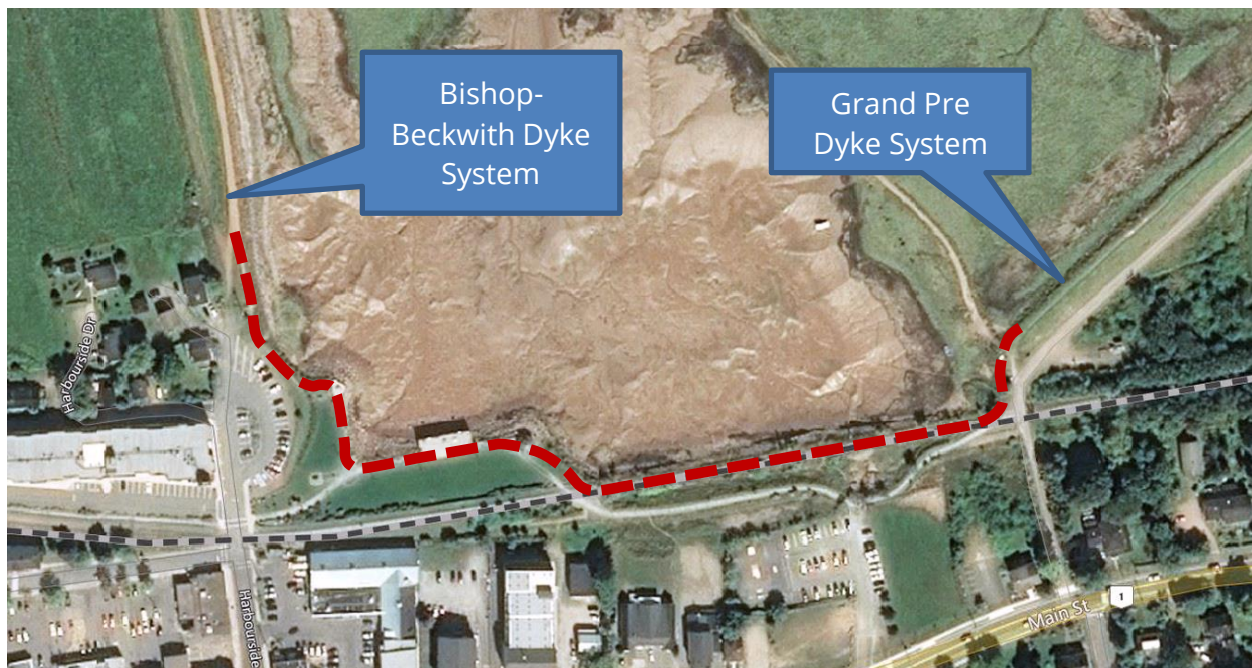 Bishop-
Beckwith Dyke
System
Grand Pre
Dyke System
Harbourside Dr
Harbourside
Main St
1